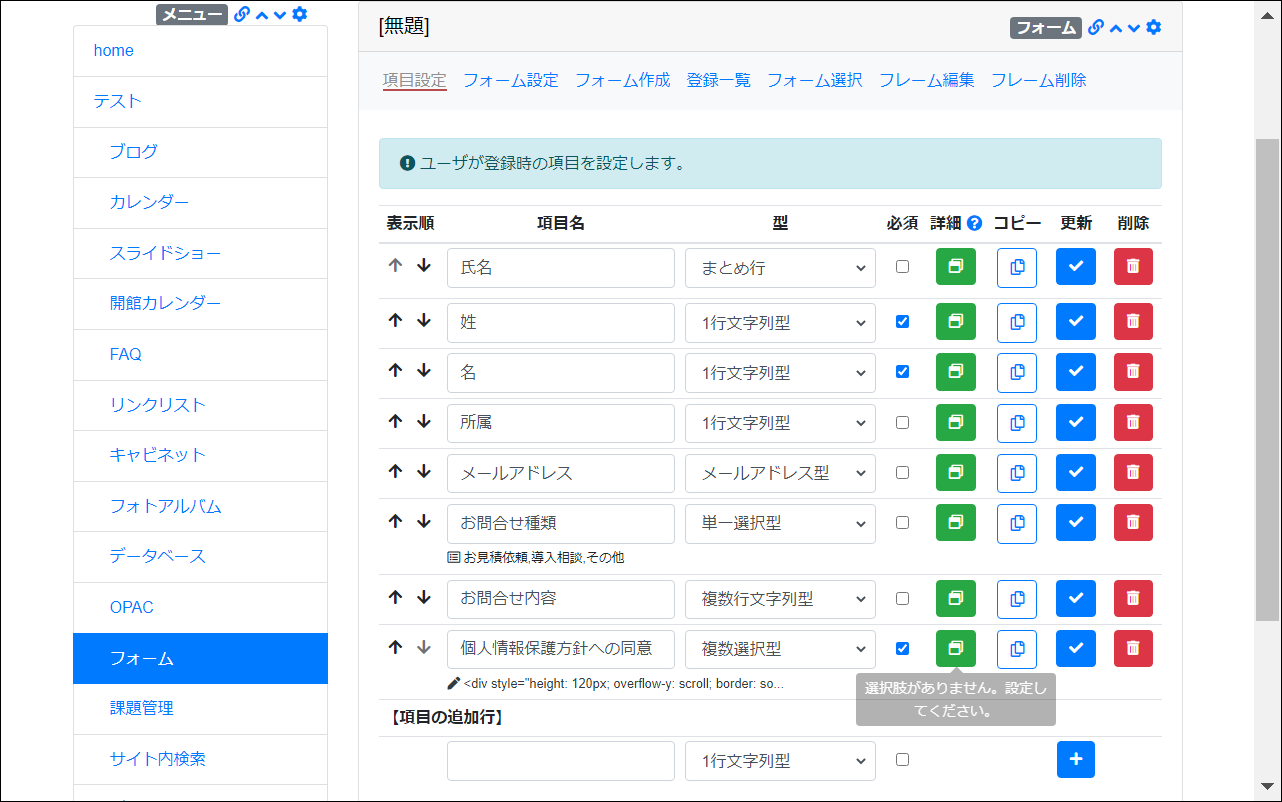 メニュー
home
テスト
ブログ
カレンダー
スライドショー
開館カレンダー
FAQ
リンクリスト
キャビネット
フォトアルバム
データベース
OPAC
フォーム
課題管理
サイト内検索
[無題]
フォーム
項目設定 フォーム設定 フォーム作成 登録一覧 フォーム選択 フレーム編集 フレーム削除
ユーザが登録時の項目を設定します。
表示順 項目名 型 必須 詳細 コピー 更新 削除
氏名 まとめ行
姓 1行文字列型
名 1行文字列型
所属 1行文字列型
メールアドレス メールアドレス型
お問合せ種類 単一選択型
お見積依頼,導入相談,その他
お問合せ内容 複数行文字列型
個人情報保護方針への同意 複数選択型
<div style="height: 120px; overflow-y: scroll; border: so...
選択肢がありません。設定し
てください。
【項目の追加行】
1行文字列型